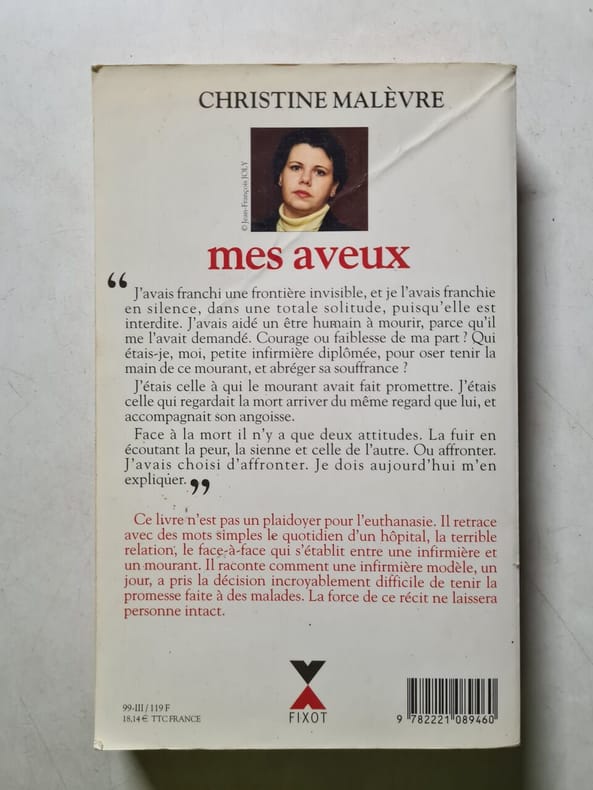 CHRISTINE MALÈVRE
© Jean-François JOLY
mes aveux
“ J'avais franchi une frontière invisible, et je l'avais franchie
en silence, dans une totale solitude, puisqu'elle est
interdite. J'avais aidé un être humain à mourir, parce qu'il
me l'avait demandé. Courage ou faiblesse de ma part ? Qui
étais-je, moi, petite infirmière diplômée, pour oser tenir la
main de ce mourant, et abréger sa souffrance ?
J'étais celle à qui le mourant avait fait promettre. J'étais
celle qui regardait la mort arriver du même regard que lui, et
accompagnait son angoisse.
Face à la mort il n'y a que deux attitudes. La fuir en
écoutant la peur, la sienne et celle de l'autre. Ou affronter.
J'avais choisi d'affronter. Je dois aujourd'hui m'en
expliquer. ”
Ce livre n'est pas un plaidoyer pour l'euthanasie. Il retrace
avec des mots simples le quotidien d'un hôpital, la terrible
relation, le face-à-face qui s'établit entre une infirmière et
un mourant. Il raconte comment une infirmière modèle, un
jour, a pris la décision incroyablement difficile de tenir la
promesse faite à des malades. La force de ce récit ne laissera
personne intact.
99-III / 119 F
18,14 € TTC FRANCE
FIXOT
9 782221 089460